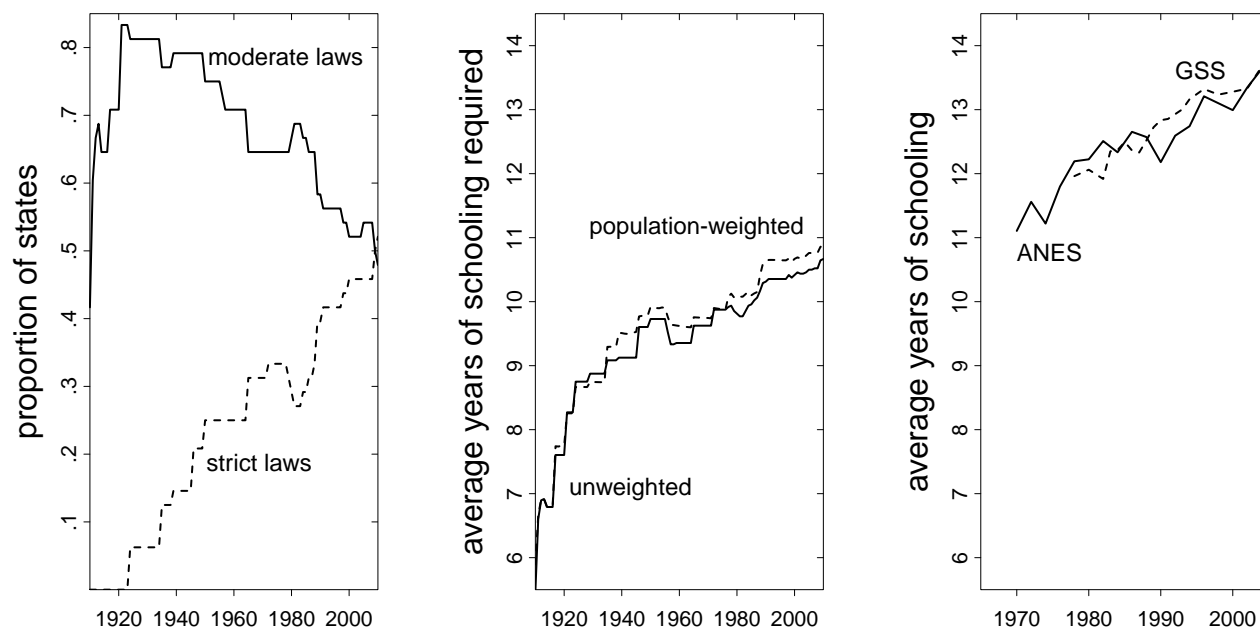 proportion of states
.8
.7
.6
.5
.4
.3
.2
.1
moderate laws
strict laws
1920 1940 1960 1980 2000
average years of schooling required
14
13
12
11
10
9
8
7
6
population-weighted
unweighted
1920 1940 1960 1980 2000
average years of schooling
14
13
12
11
10
9
8
7
6
GSS
ANES
1970 1980 1990 2000